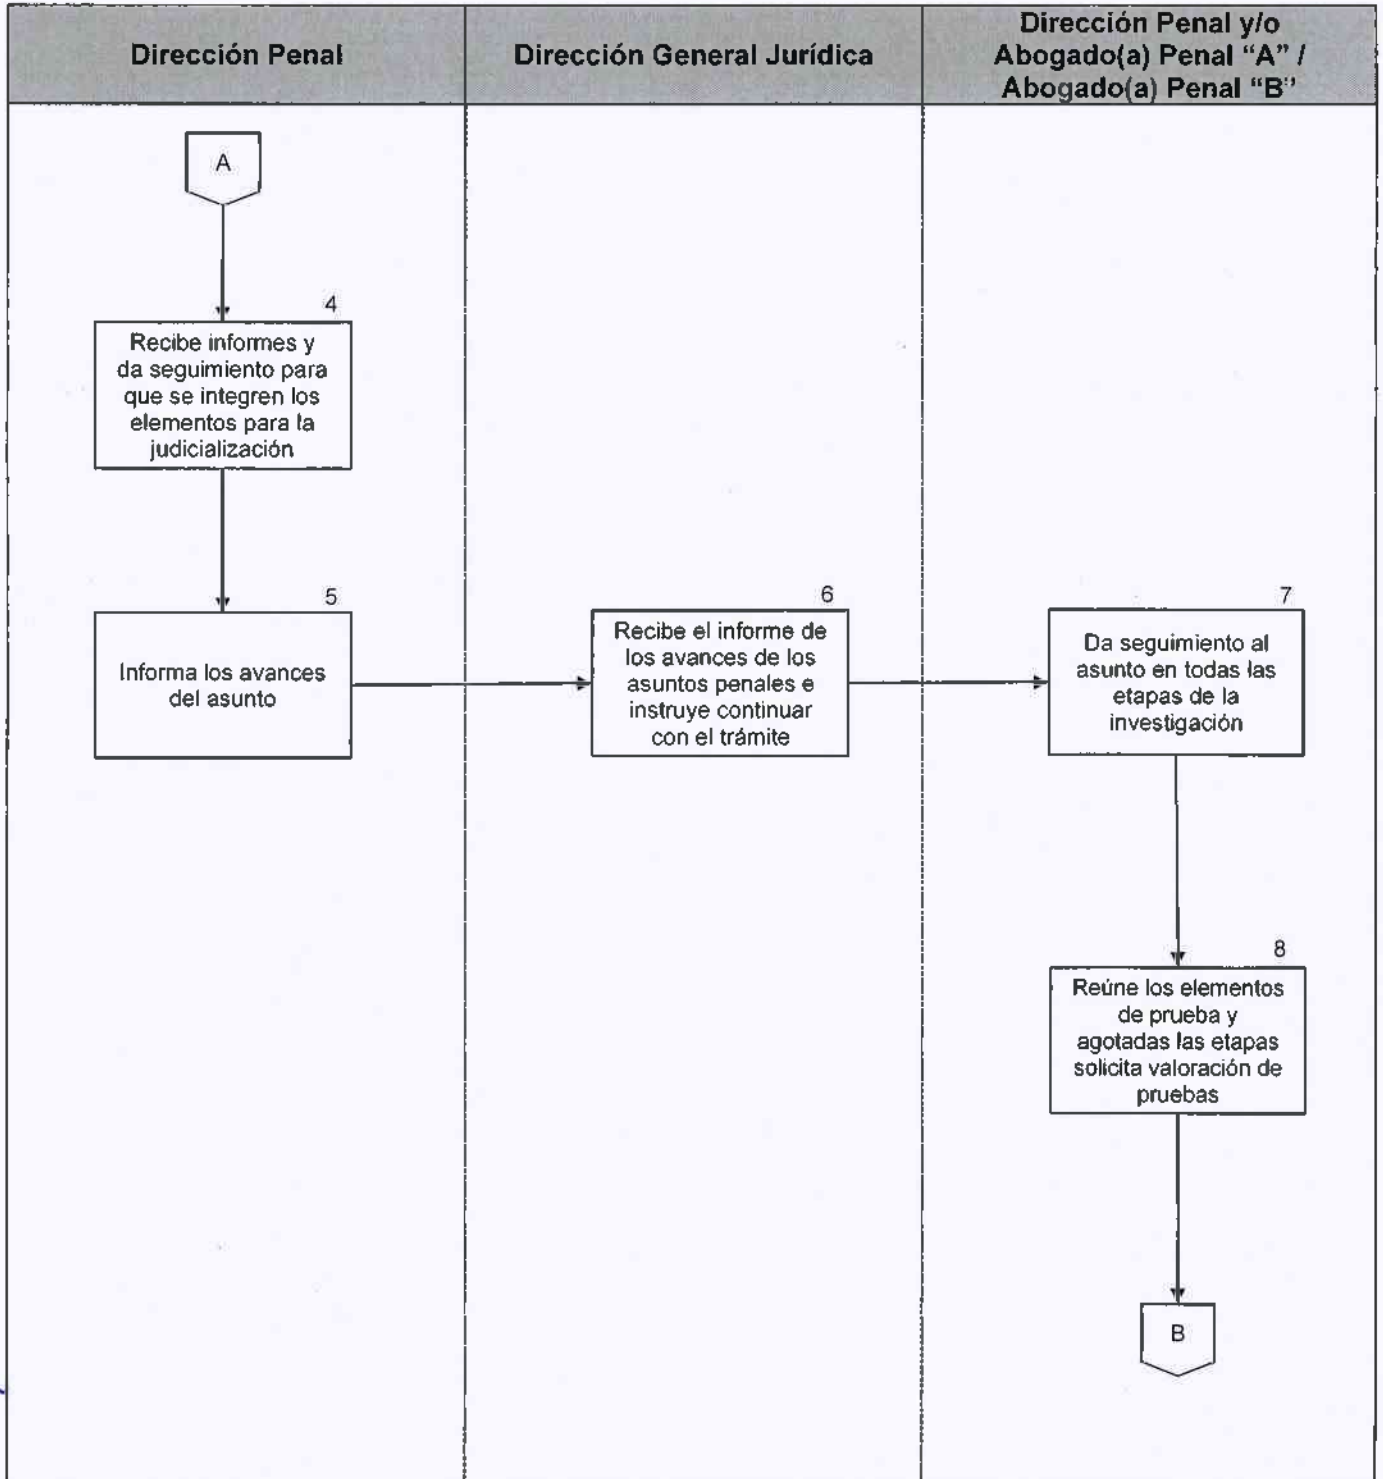 Dirección Penal
Dirección General Jurídica
Dirección Penal y/o
Abogado(a) Penal “A” /
Abogado(a) Penal “B”
A
4
Recibe informes y
da seguimiento para
que se integren los
elementos para la
judicialización
5
Informa los avances
del asunto
6
Recibe el informe de
los avances de los
asuntos penales e
instruye continuar
con el trámite
7
Da seguimiento al
asunto en todas las
etapas de la
investigación
8
Reúne los elementos
de prueba y
agotadas las etapas
solicita valoración de
pruebas
B